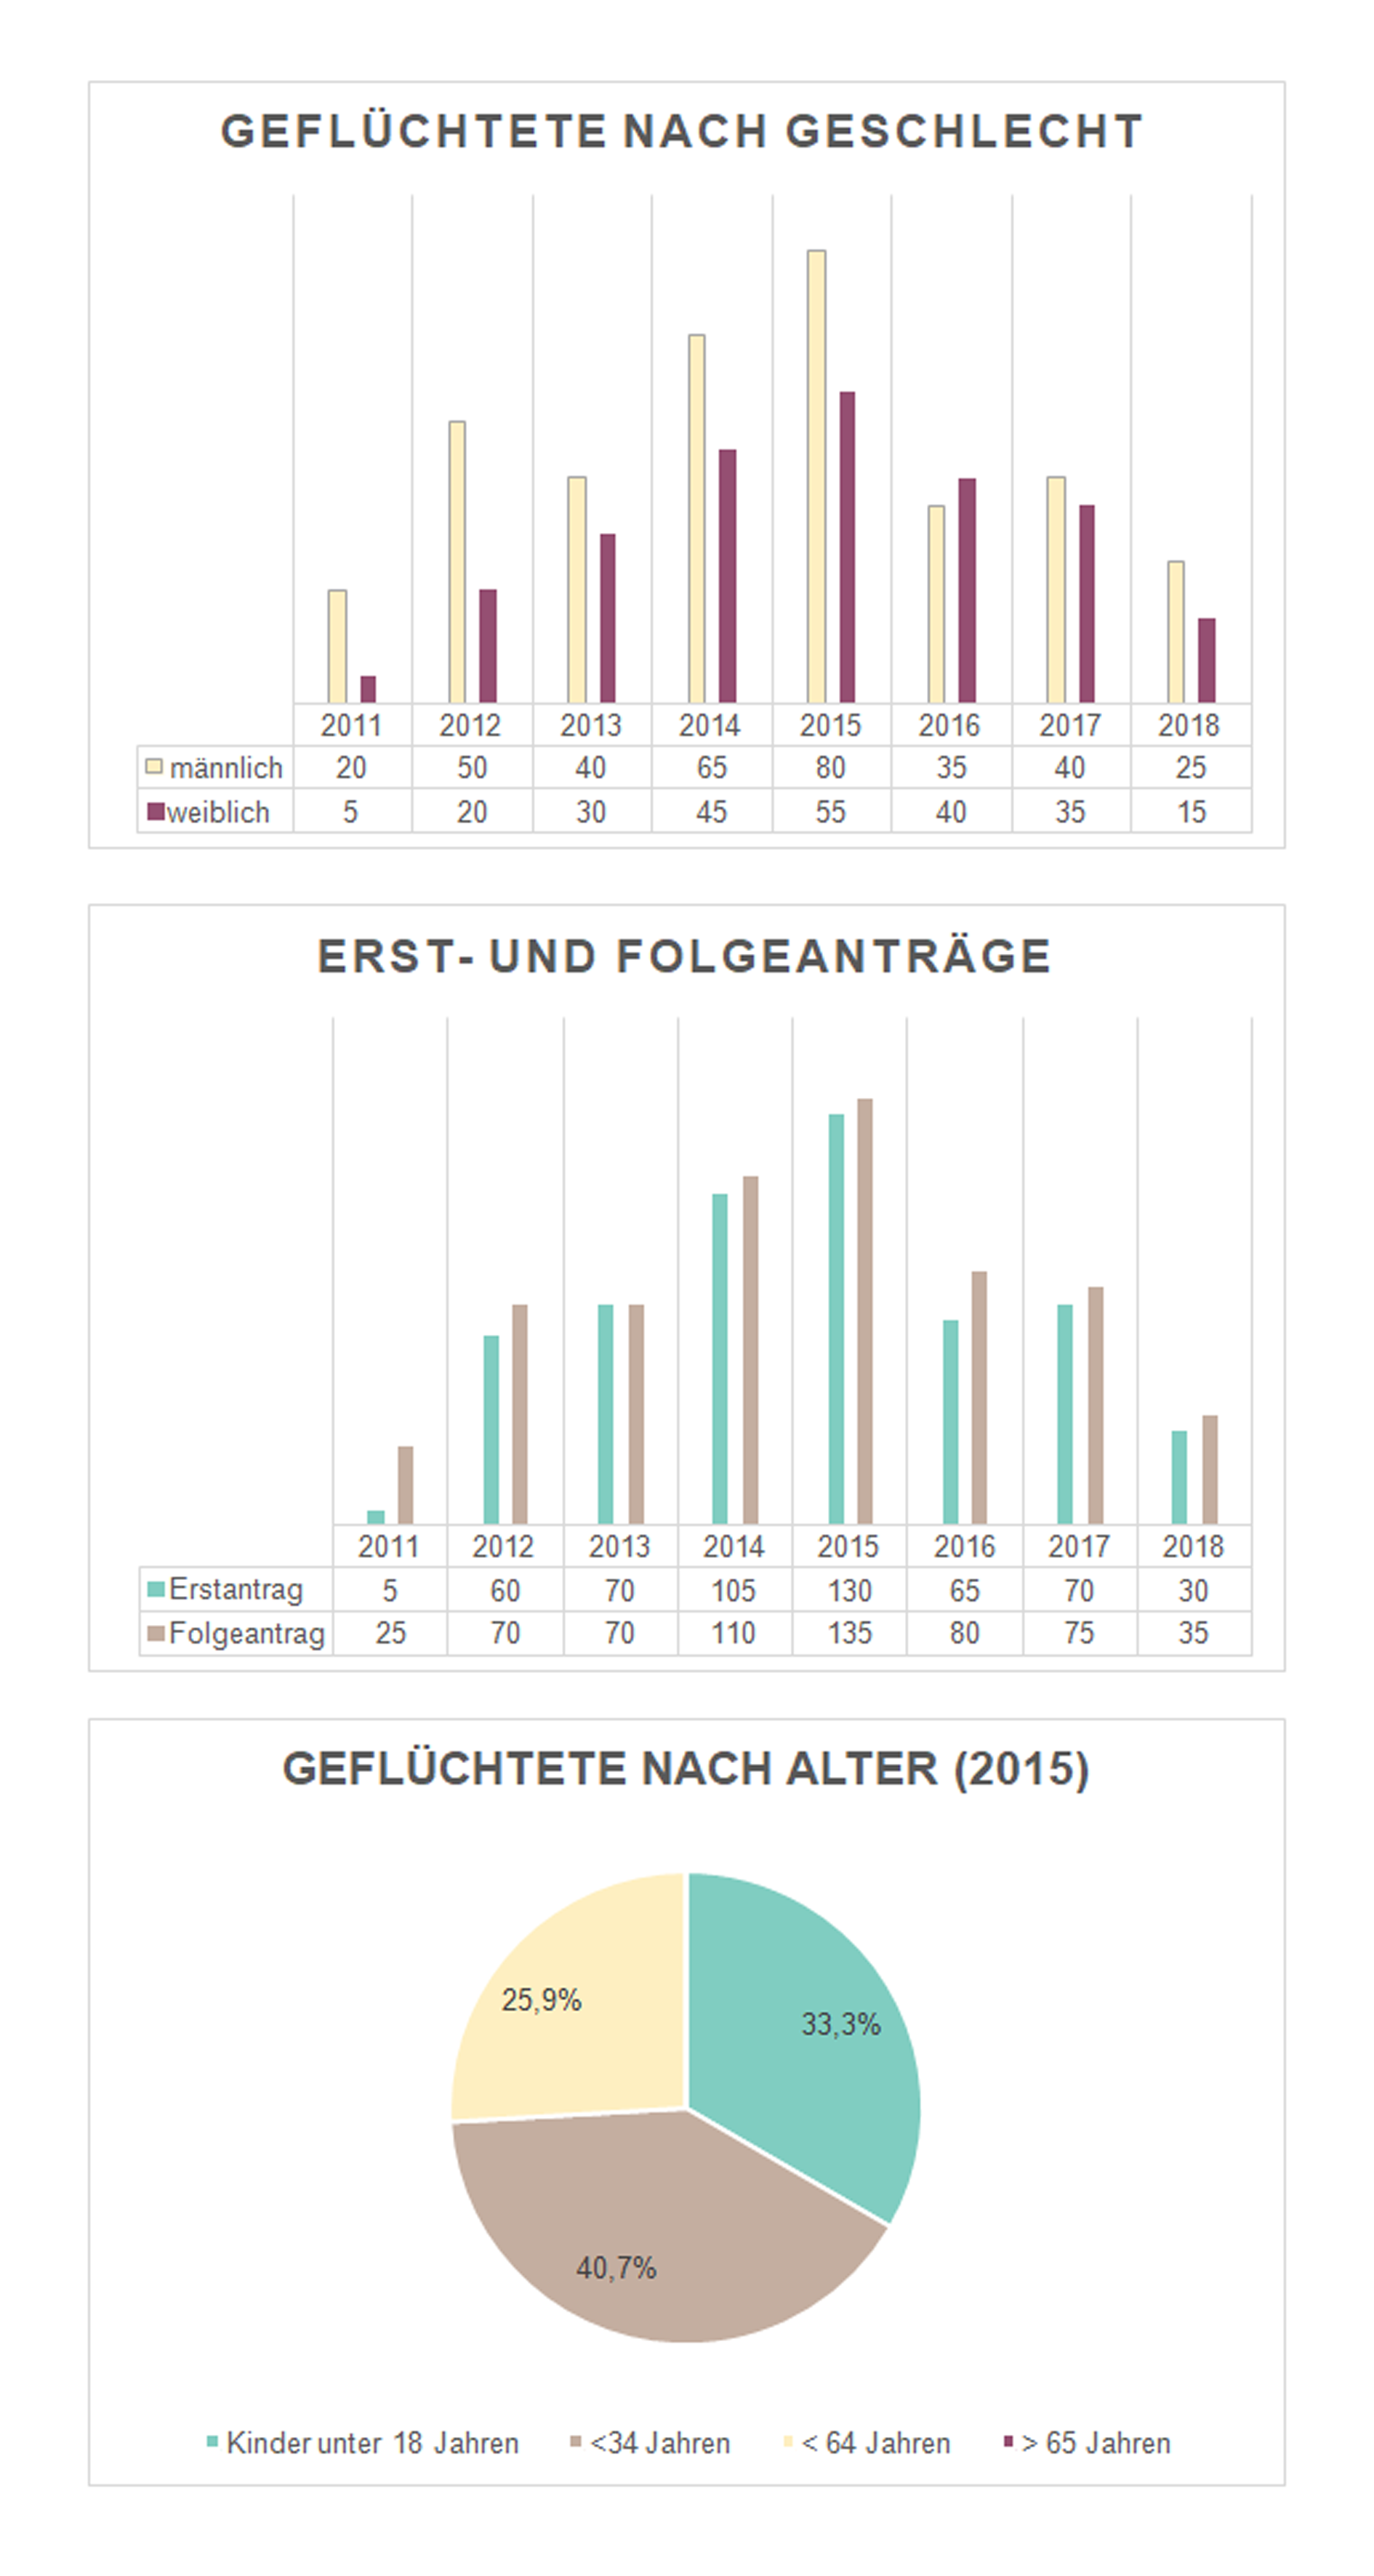 GEFLÜCHTETE NACH GESCHLECHT
2011 2012 2013 2014 2015 2016 2017 2018
männlich 20 50 40 65 80 35 40 25
weiblich 5 20 30 45 55 40 35 15
ERST- UND FOLGEANTRÄGE
2011 2012 2013 2014 2015 2016 2017 2018
Erstantrag 5 60 70 105 130 65 70 30
Folgeantrag 25 70 70 110 135 80 75 35
GEFLÜCHTETE NACH ALTER (2015)
25,9%
33,3%
40,7%
Kinder unter 18 Jahren <34 Jahren < 64 Jahren > 65 Jahren